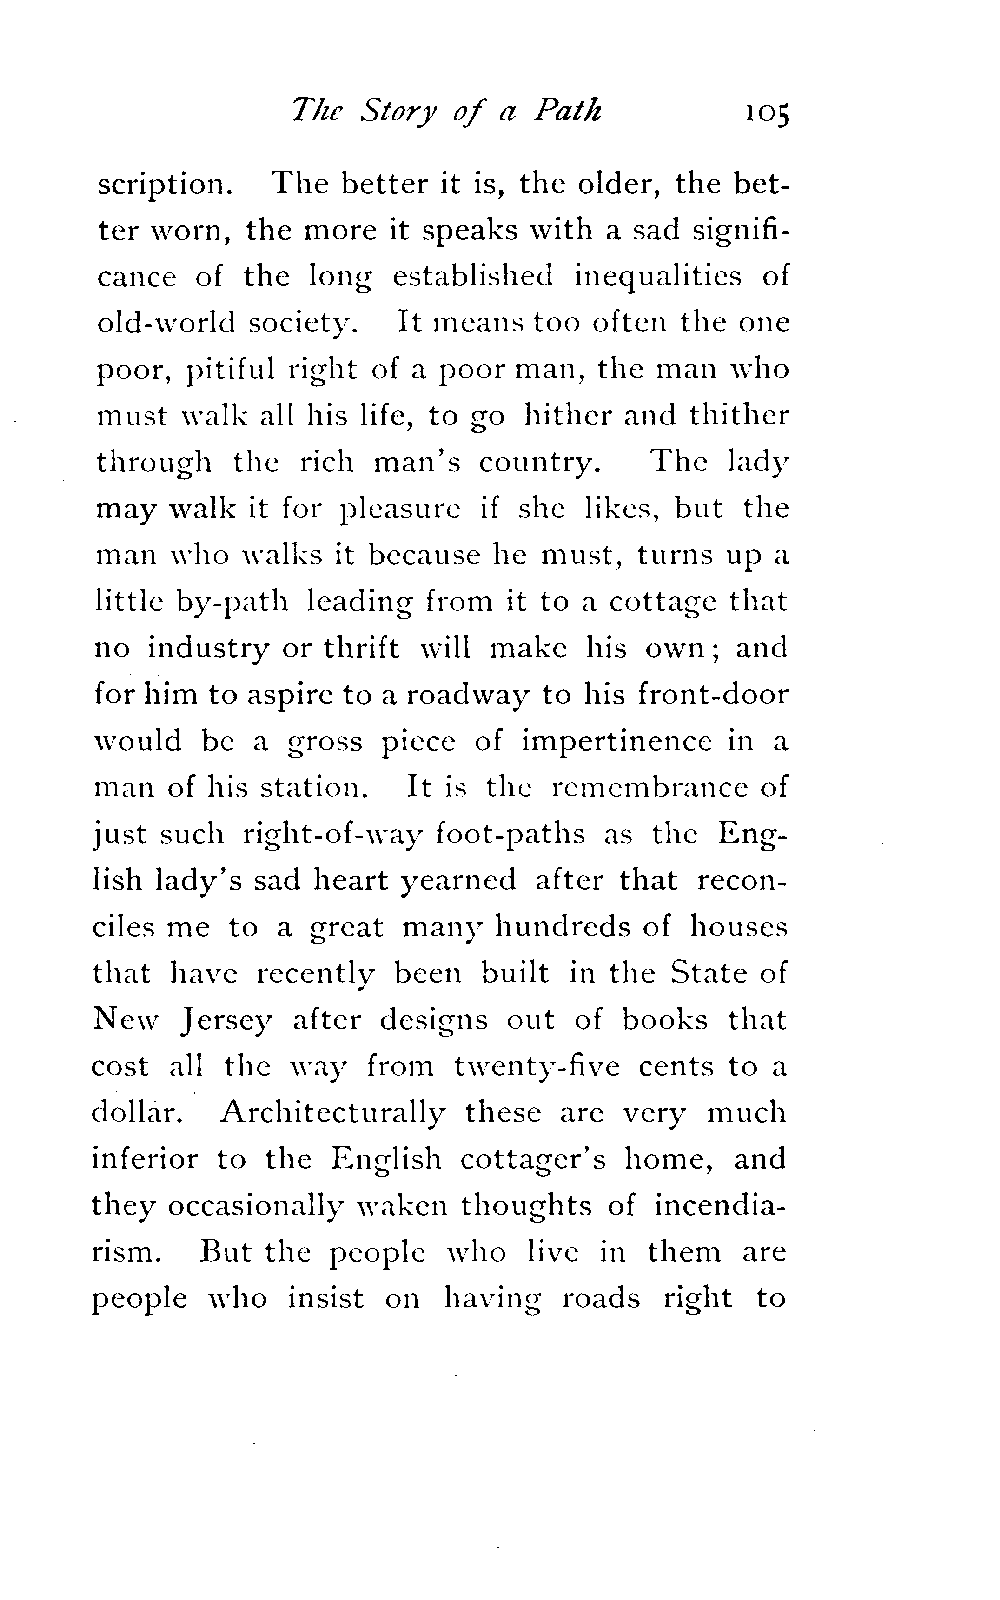 The Story of a Path 105
scription. The better it is, the older, the bet-
ter worn, the more it speaks with a sad signifi-
cance of the long established inequalities of
old-world society. It means too often the one
poor, pitiful right of a poor man, the man who
must walk all his life, to go hither and thither
through the rich man's country. The lady
may walk it for pleasure if she likes, but the
man who walks it because he must, turns up a
little by-path leading from it to a cottage that
no industry or thrift will make his own; and
for him to aspire to a roadway to his front-door
would be a gross piece of impertinence in a
man of his station. It is the remembrance of
just such right-of-way foot-paths as the Eng-
lish lady's sad heart yearned after that recon-
ciles me to a great many hundreds of houses
that have recently been built in the State of
New Jersey after designs out of books that
cost all the way from twenty-five cents to a
dollar. Architecturally these are very much
inferior to the English cottager's home, and
they occasionally waken thoughts of incendia-
rism. But the people who live in them are
people who insist on having roads right to